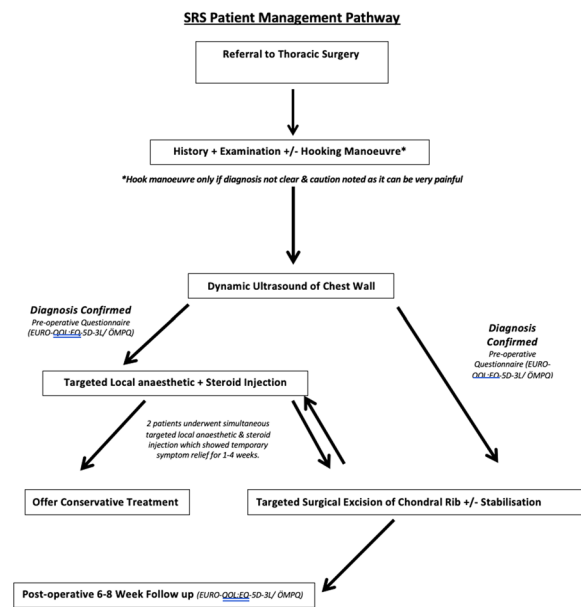 SRS Patient Management Pathway
Referral to Thoracic Surgery
History + Examination +/- Hooking Manoeuvre*
*Hook manoeuvre only if diagnosis not clear & caution noted as it can be very painful
Dynamic Ultrasound of Chest Wall
Diagnosis Confirmed
Pre-operative Questionnaire
(EURO-QOL:EQ-5D-3L/ ÖMPQ)
Diagnosis
Confirmed
Pre-operative
Questionnaire (EURO-
QOL:EQ-5D-3L/ ÖMPQ)
Targeted Local anaesthetic + Steroid Injection
2 patients underwent simultaneous
targeted local anaesthetic & steroid
injection which showed temporary
symptom relief for 1-4 weeks.
Offer Conservative Treatment
Targeted Surgical Excision of Chondral Rib +/- Stabilisation
Post-operative 6-8 Week Follow up (EURO-QOL:EQ-5D-3L/ ÖMPQ)